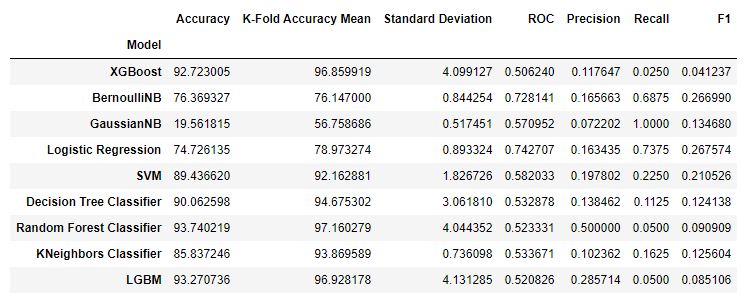 Accuracy K-Fold Accuracy Mean Standard Deviation ROC Precision Recall F1
Model
XGBoost 92.723005 96.859919 4.099127 0.506240 0.117647 0.0250 0.041237
BernoulliNB 76.369327 76.147000 0.844254 0.728141 0.165663 0.6875 0.266990
GaussianNB 19.561815 56.758686 0.517451 0.570952 0.072202 1.0000 0.134680
Logistic Regression 74.726135 78.973274 0.893324 0.742707 0.163435 0.7375 0.267574
SVM 89.436620 92.162881 1.826726 0.582033 0.197802 0.2250 0.210526
Decision Tree Classifier 90.062598 94.675302 3.061810 0.532878 0.138462 0.1125 0.124138
Random Forest Classifier 93.740219 97.160279 4.044352 0.523331 0.500000 0.0500 0.090909
KNeighbors Classifier 85.837246 93.869589 0.736098 0.533671 0.102362 0.1625 0.125604
LGBM 93.270736 96.928178 4.131285 0.520826 0.285714 0.0500 0.085106